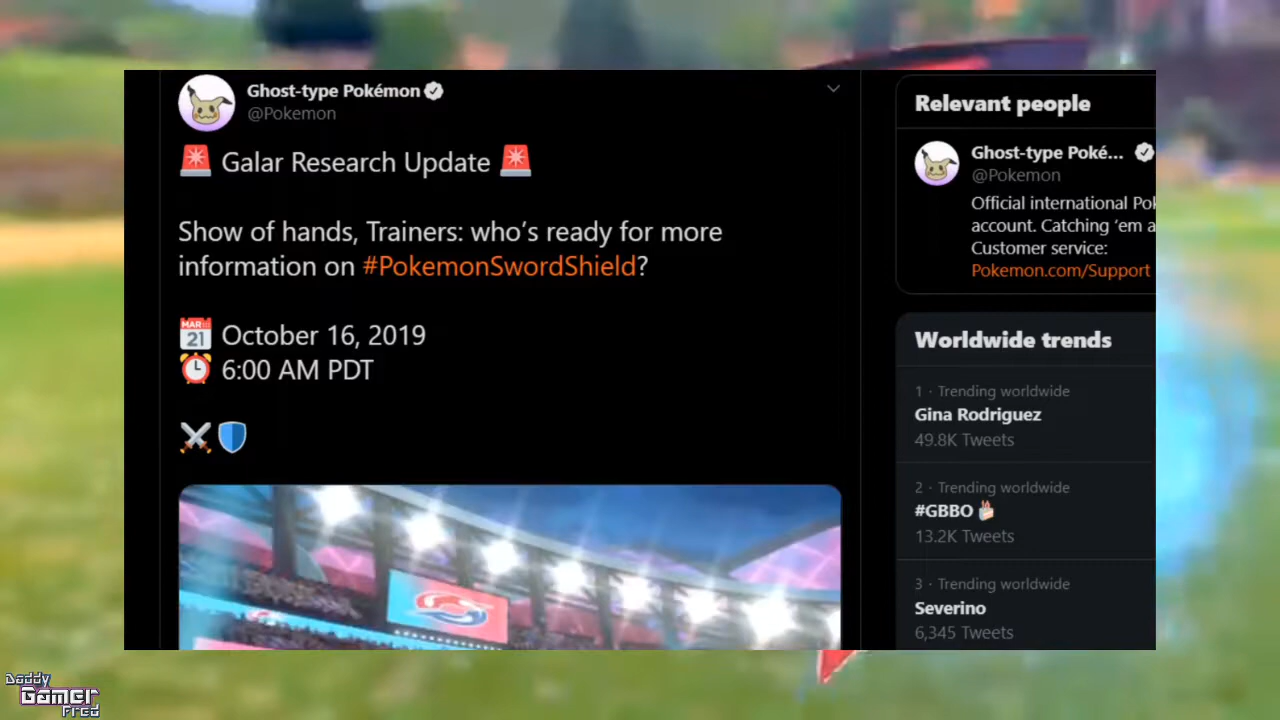 Ghost-type Pokémon
@Pokemon
Galar Research Update
Show of hands, Trainers: who's ready for more
information on #PokemonSwordShield?
MAR
21
October 16, 2019
6:00 AM PDT
Relevant people
Ghost-type Poké...
@Pokemon
Official international
account. Catching 'em
Customer service:
Pokemon.com/Support
Worldwide trends
1 · Trending worldwide
Gina Rodriguez
49.8K Tweets
2 · Trending worldwide
#GBBO
13.2K Tweets
3 · Trending worldwide
Severino
6,345 Tweets
Daddy
Gamer
Fred